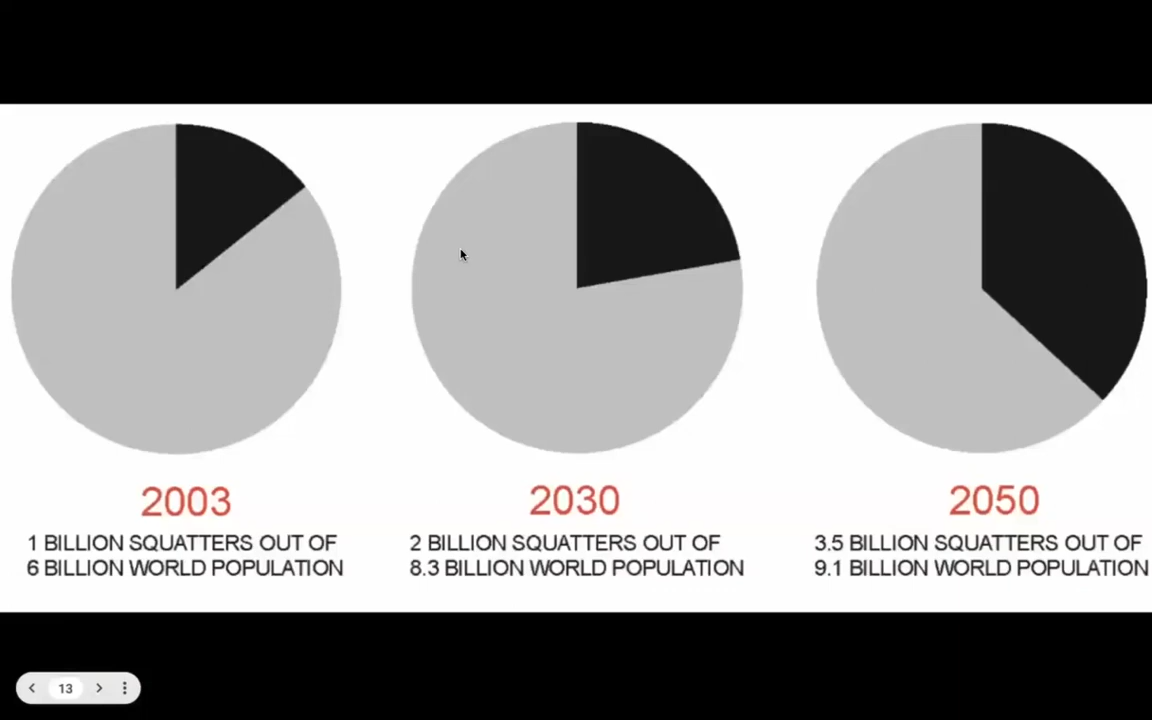 2003
1 BILLION SQUATTERS OUT OF
6 BILLION WORLD POPULATION
2030
2 BILLION SQUATTERS OUT OF
8.3 BILLION WORLD POPULATION
2050
3.5 BILLION SQUATTERS OUT OF
9.1 BILLION WORLD POPULATION
13